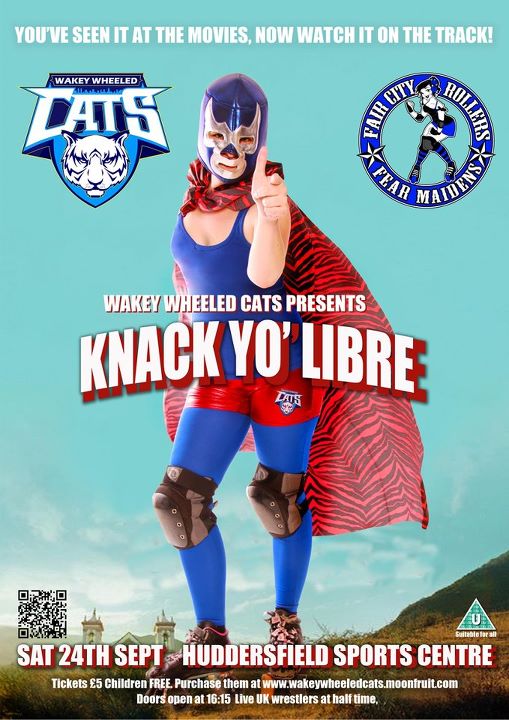 YOU'VE SEEN IT AT THE MOVIES, NOW WATCH IT ON THE TRACK!
WAKEY WHEELED
CATS
FAIR CITY ROLLERS
FEAR MAIDENS
WAKEY WHEELED CATS PRESENTS
KNACK YO' LIBRE
CATS
U
Suitable for all
SAT 24TH SEPT HUDDERSFIELD SPORTS CENTRE
Tickets £5 Children FREE. Purchase them at www.wakeywheeledcats.moonfruit.com
Doors open at 16:15 Live UK wrestlers at half time,